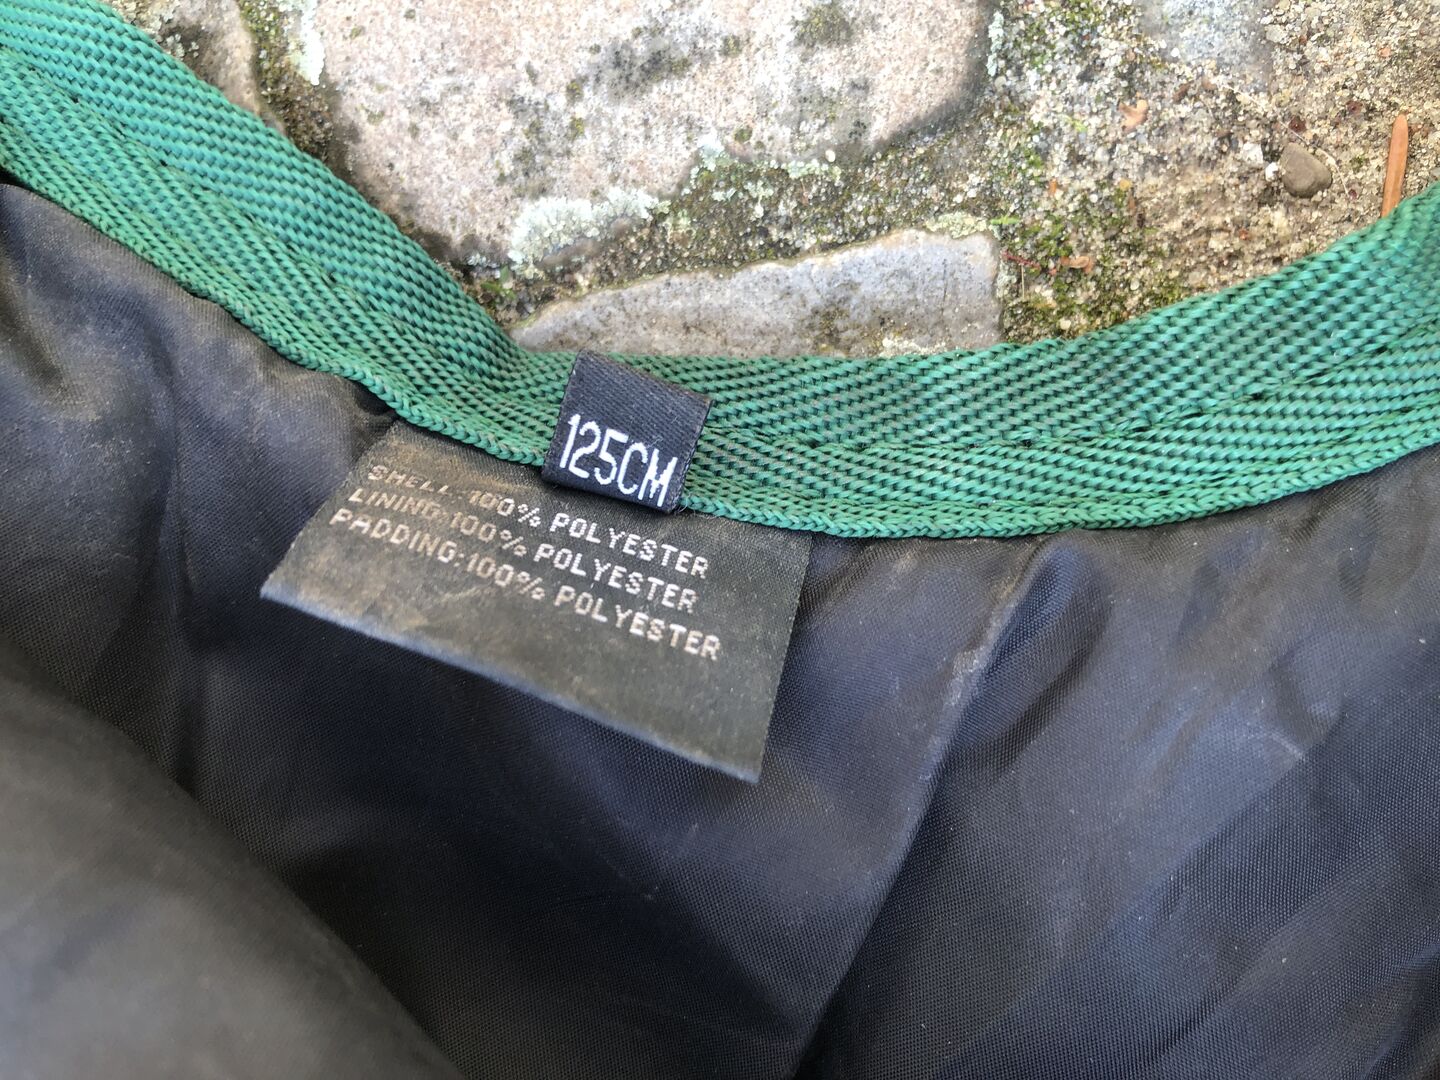 125CM
SHELL:100% POLYESTER
LINING:100% POLYESTER
PADDING:100% POLYESTER